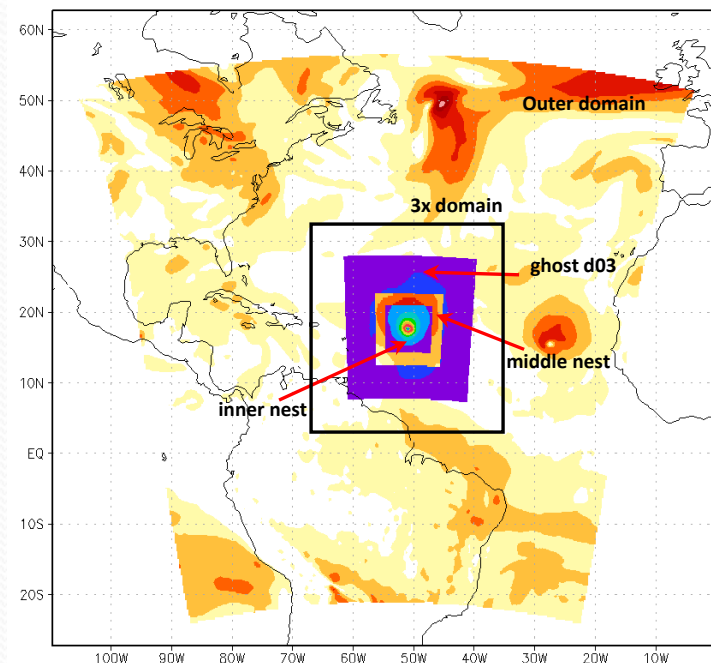 60N
50N
Outer domain
40N
3x domain
30N
ghost d03
20N
middle nest
10N
inner nest
EQ
10S
20S
100W 90W 80W 70W 60W 50W 40W 30W 20W 10W